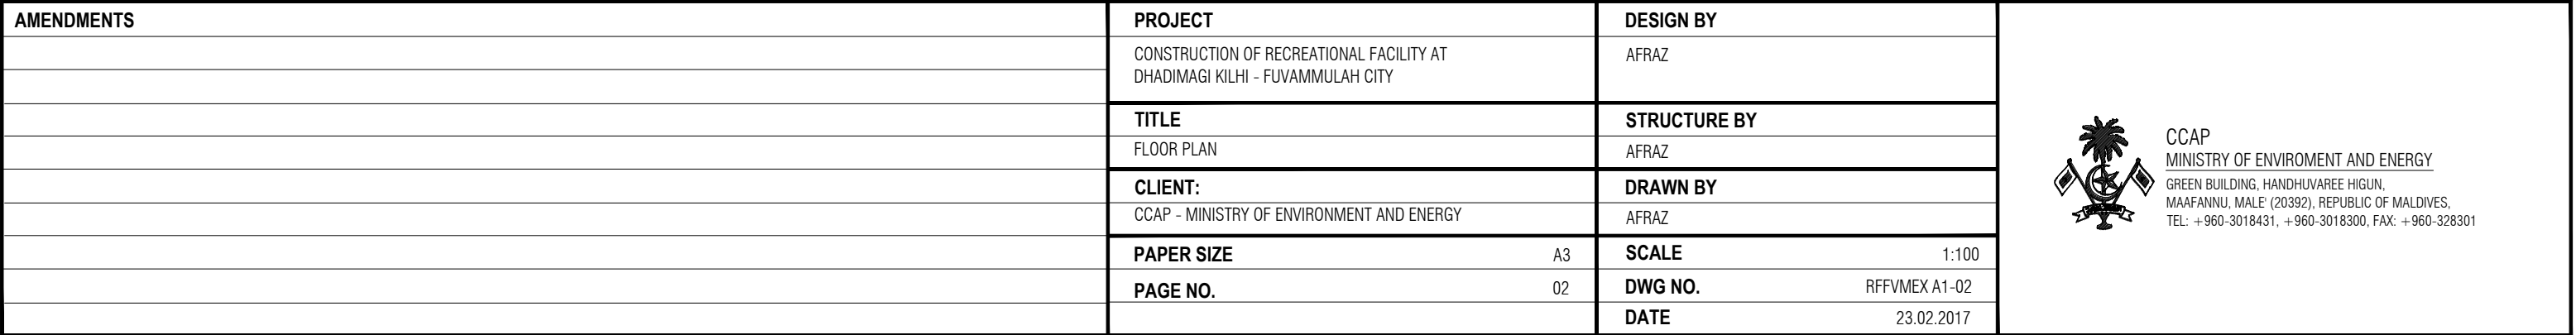 AMENDMENTS
PROJECT
CONSTRUCTION OF RECREATIONAL FACILITY AT
DHADIMAGI KILHI - FUVAMMULAH CITY
TITLE
FLOOR PLAN
CLIENT:
CCAP - MINISTRY OF ENVIRONMENT AND ENERGY
PAPER SIZE A3
PAGE NO. 02
DESIGN BY
AFRAZ
STRUCTURE BY
AFRAZ
DRAWN BY
AFRAZ
SCALE 1:100
DWG NO. RFFVMEX A1-02
DATE 23.02.2017
CCAP
MINISTRY OF ENVIROMENT AND ENERGY
GREEN BUILDING, HANDHUVAREE HIGUN,
MAAFANNU, MALE' (20392), REPUBLIC OF MALDIVES,
TEL: +960-3018431, +960-3018300, FAX: +960-328301